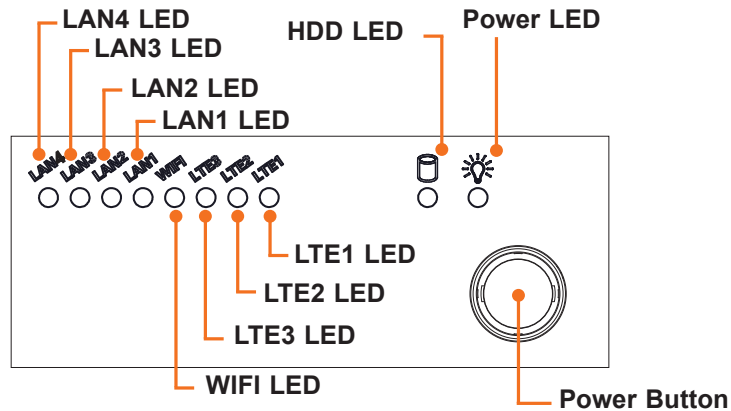 LAN4 LED
Power LED
HDD LED
LAN3 LED
LAN2 LED
LAN1 LED
LAN4 LAN3 LAN2 LAN1 WIFI LTE3 LTE2 LTE1
LTE1 LED
LTE2 LED
LTE3 LED
WIFI LED
Power Button